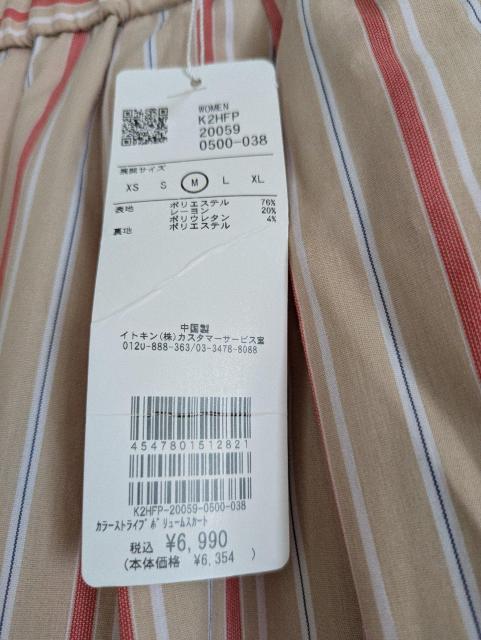 WOMEN
K2HFP
20059
0500-038
展開サイズ
XS S M L XL
表地 ポリエステル 76%
レーヨン 20%
ポリウレタン 4%
裏地 ポリエステル
中国製
イトキン(株)カスタマーサービス室
0120-888-363/03-3478-8088
4547801512821
K2HFP-20059-0500-038
カラーストライプボリュームスカート
税込 ¥6,990
(本体価格 ¥6,354 )